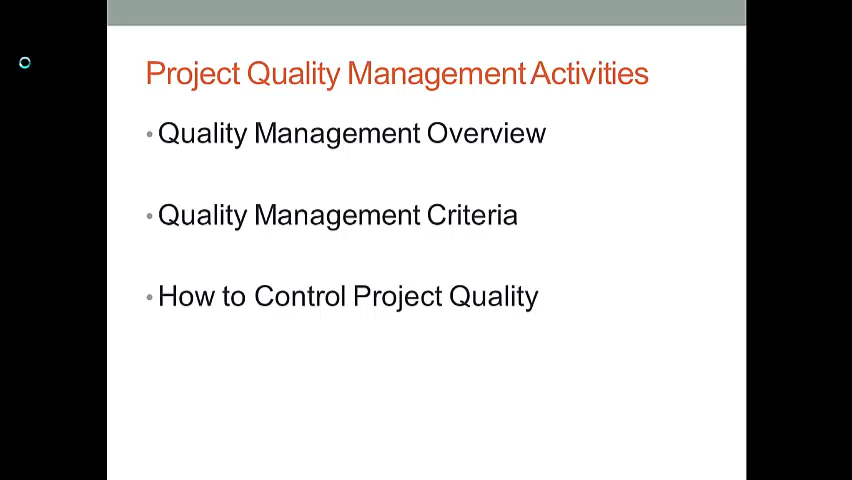 Project Quality Management Activities
• Quality Management Overview
• Quality Management Criteria
• How to Control Project Quality